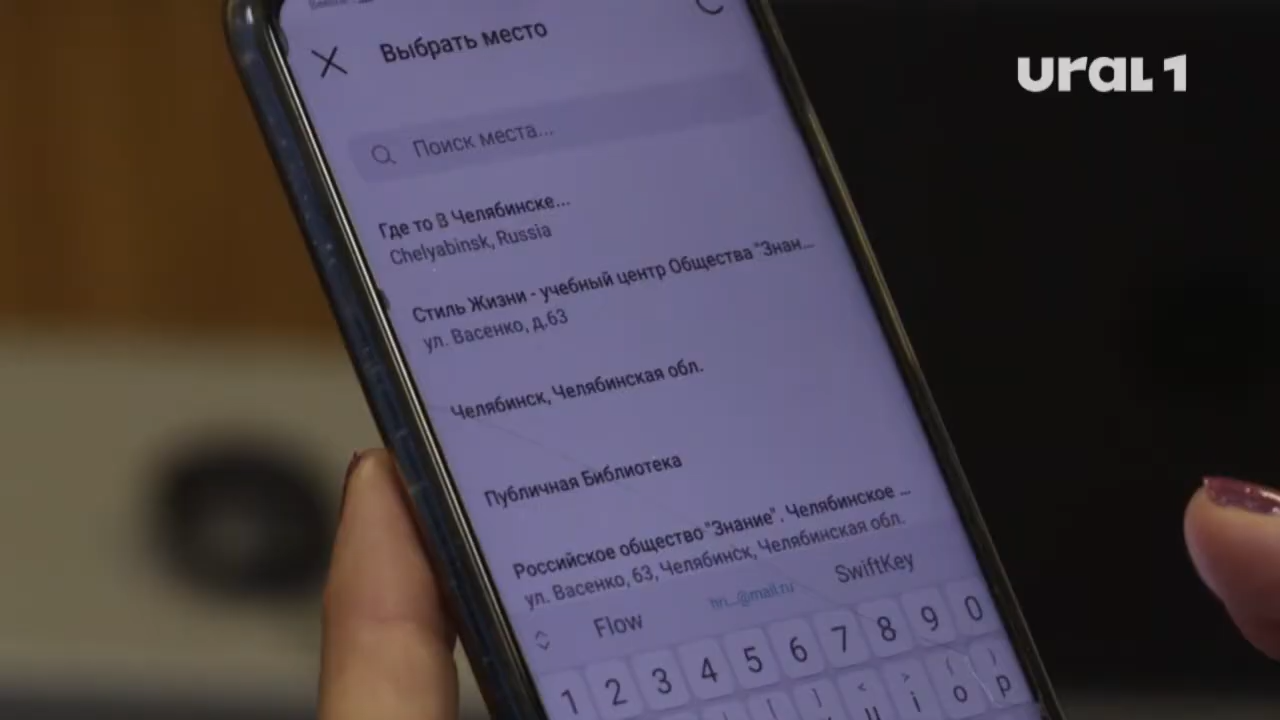 Выбрать место
ural 1
Поиск места...
Где то В Челябинске...
Chelyabinsk, Russia
Стиль Жизни - учебный центр Общества "Знан...
ул. Васенко, д.63
Челябинск, Челябинская обл.
Публичная Библиотека
Российское общество "Знание". Челябинское ...
ул. Васенко, 63, Челябинск, Челябинская обл.
Flow
SwiftKey
1 2 3 4 5 6 7 8 9 0
u i o p